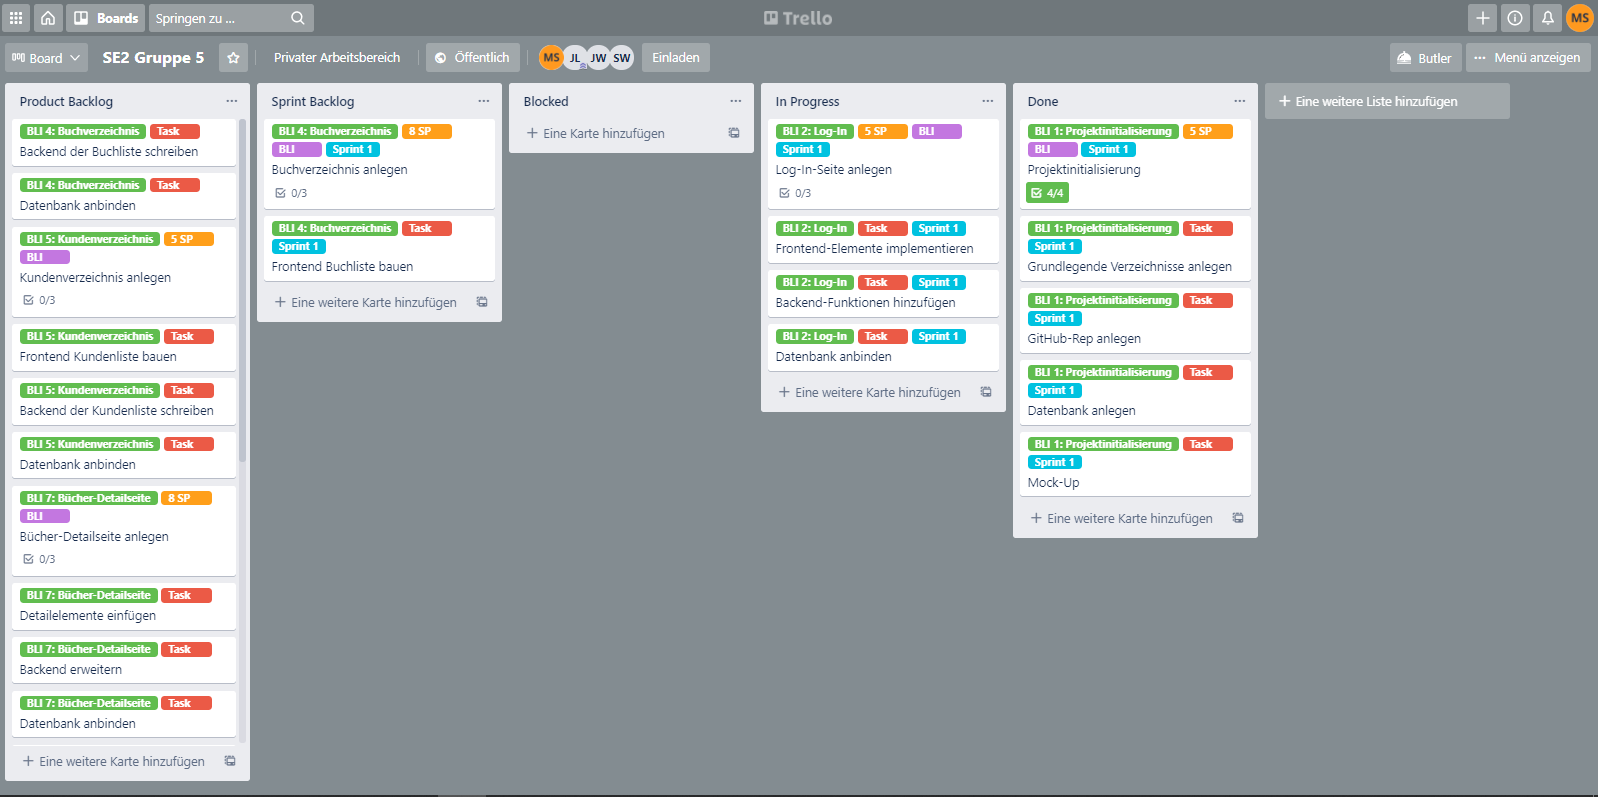 Boards
Springen zu ...
Trello
MS
Board
SE2 Gruppe 5
Privater Arbeitsbereich
Öffentlich
MS JL JW SW
Einladen
Butler
Menü anzeigen
Product Backlog
BLI 4: Buchverzeichnis Task
Backend der Buchliste schreiben
BLI 4: Buchverzeichnis Task
Datenbank anbinden
BLI 5: Kundenverzeichnis 5 SP
BLI
Kundenverzeichnis anlegen
0/3
BLI 5: Kundenverzeichnis Task
Frontend Kundenliste bauen
BLI 5: Kundenverzeichnis Task
Backend der Kundenliste schreiben
BLI 5: Kundenverzeichnis Task
Datenbank anbinden
BLI 7: Bücher-Detailseite 8 SP
BLI
Bücher-Detailseite anlegen
0/3
BLI 7: Bücher-Detailseite Task
Detailelemente einfügen
BLI 7: Bücher-Detailseite Task
Backend erweitern
BLI 7: Bücher-Detailseite Task
Datenbank anbinden
+ Eine weitere Karte hinzufügen
Sprint Backlog
BLI 4: Buchverzeichnis 8 SP
BLI Sprint 1
Buchverzeichnis anlegen
0/3
BLI 4: Buchverzeichnis Task
Sprint 1
Frontend Buchliste bauen
+ Eine weitere Karte hinzufügen
Blocked
+ Eine Karte hinzufügen
In Progress
BLI 2: Log-In 5 SP BLI
Sprint 1
Log-In-Seite anlegen
0/3
BLI 2: Log-In Task Sprint 1
Frontend-Elemente implementieren
BLI 2: Log-In Task Sprint 1
Backend-Funktionen hinzufügen
BLI 2: Log-In Task Sprint 1
Datenbank anbinden
+ Eine weitere Karte hinzufügen
Done
BLI 1: Projektinitialisierung 5 SP
BLI Sprint 1
Projektinitialisierung
4/4
BLI 1: Projektinitialisierung Task
Sprint 1
Grundlegende Verzeichnisse anlegen
BLI 1: Projektinitialisierung Task
Sprint 1
GitHub-Rep anlegen
BLI 1: Projektinitialisierung Task
Sprint 1
Datenbank anlegen
BLI 1: Projektinitialisierung Task
Sprint 1
Mock-Up
+ Eine weitere Karte hinzufügen
+ Eine weitere Liste hinzufügen